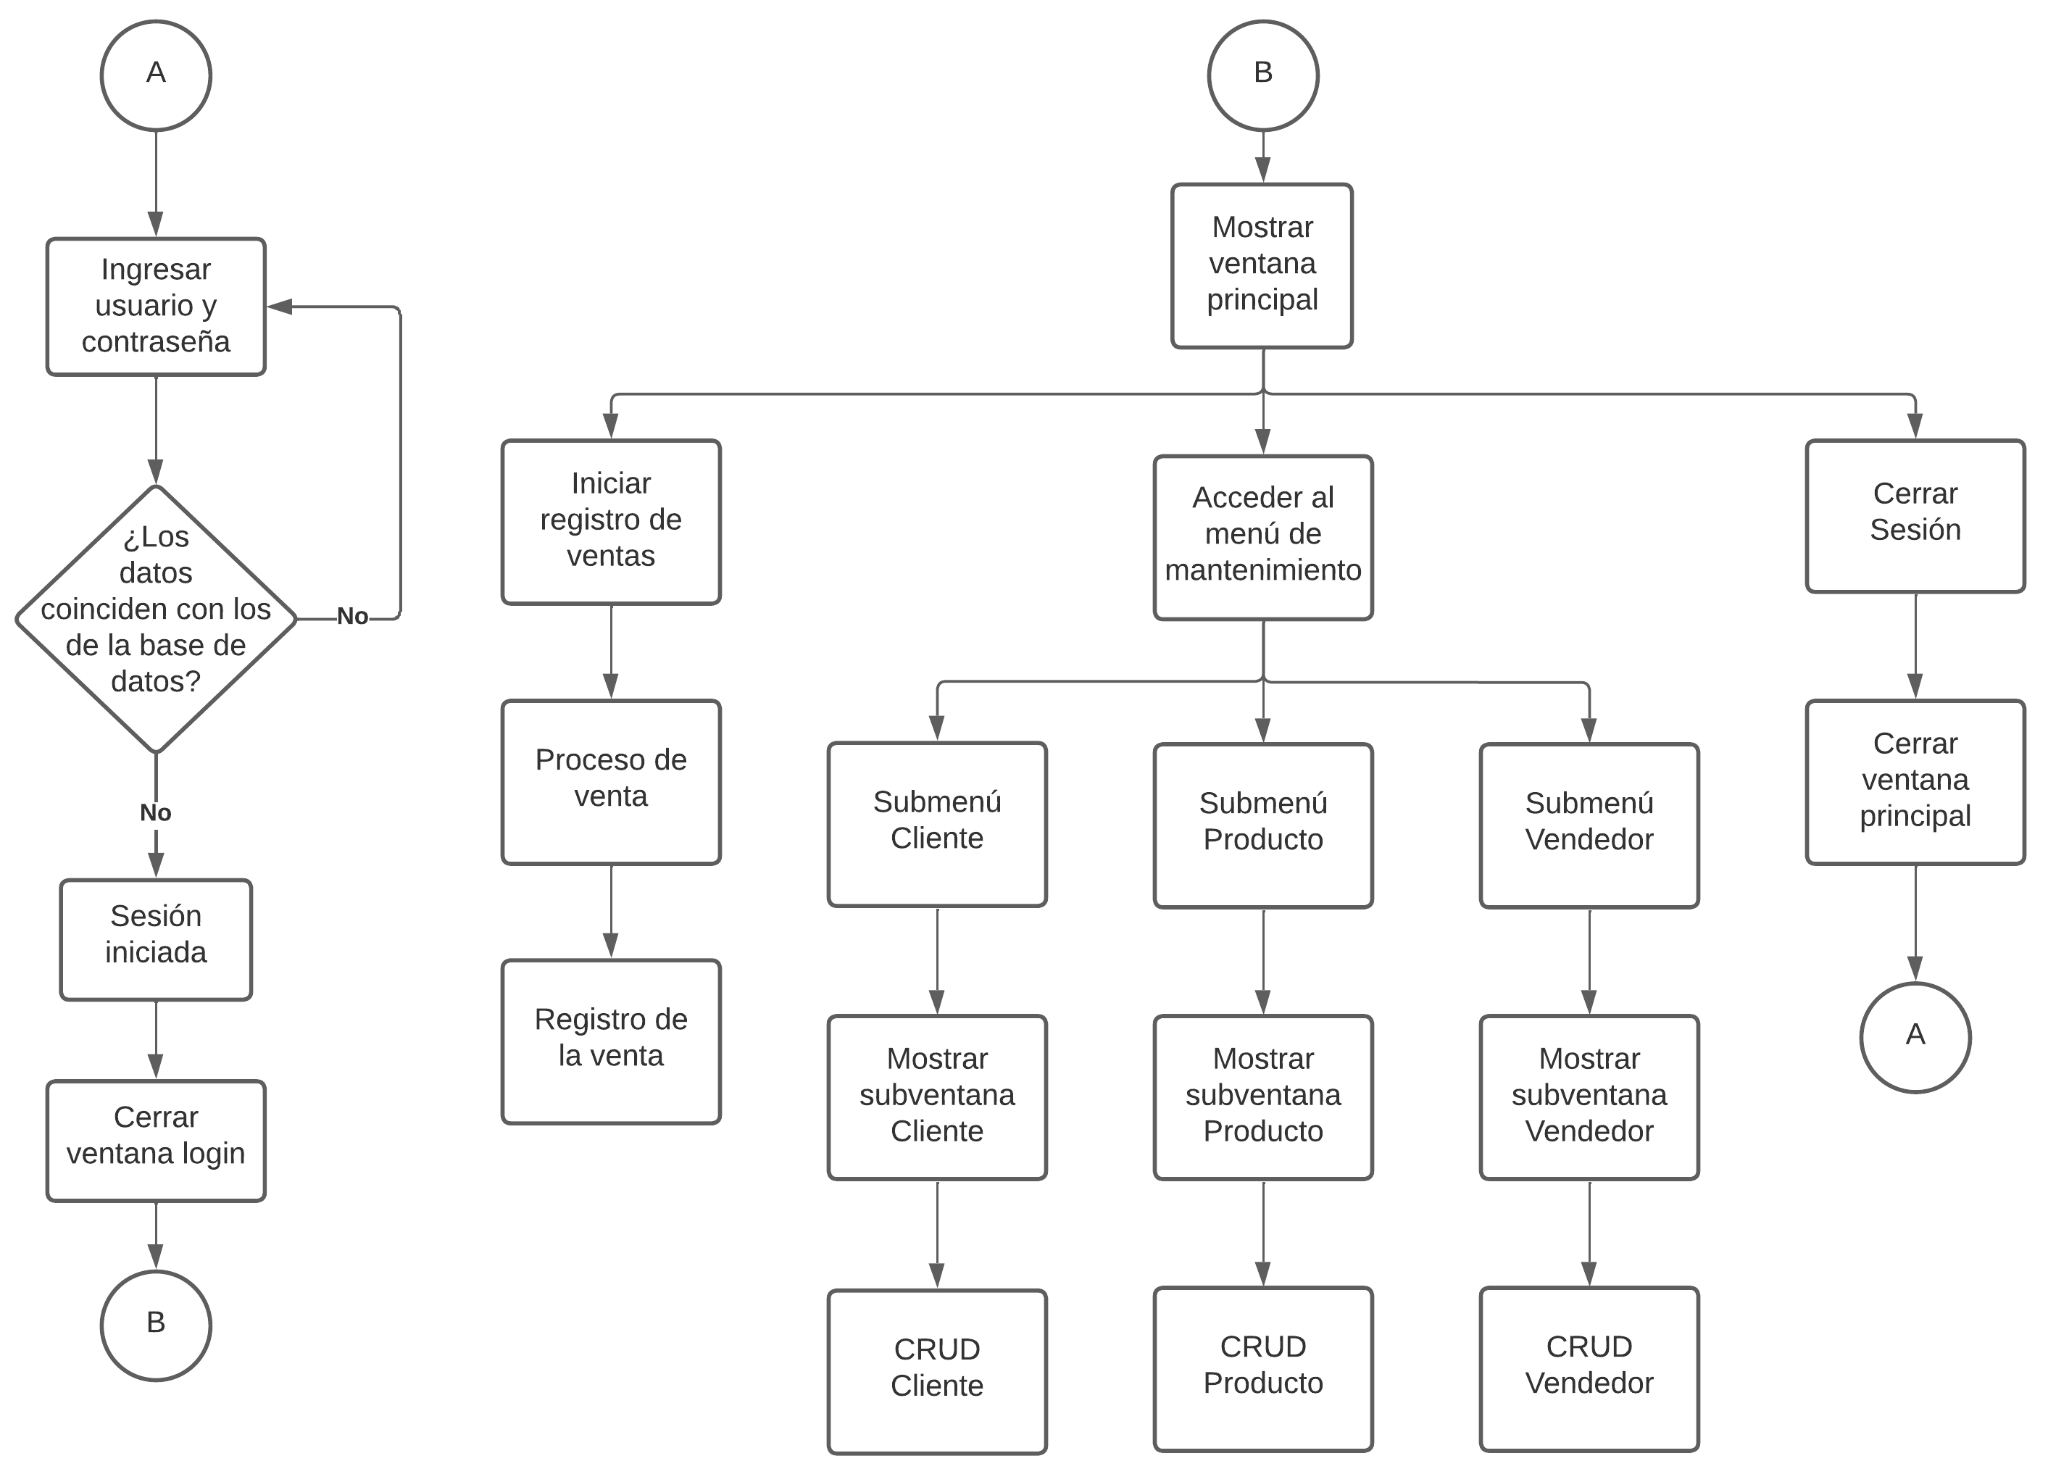 A
Ingresar
usuario y
contraseña
¿Los
datos
coinciden con los
de la base de
datos?
No
No
Sesión
iniciada
Cerrar
ventana login
B
B
Mostrar
ventana
principal
Iniciar
registro de
ventas
Proceso de
venta
Registro de
la venta
Acceder al
menú de
mantenimiento
Submenú
Cliente
Mostrar
subventana
Cliente
CRUD
Cliente
Submenú
Producto
Mostrar
subventana
Producto
CRUD
Producto
Submenú
Vendedor
Mostrar
subventana
Vendedor
CRUD
Vendedor
Cerrar
Sesión
Cerrar
ventana
principal
A